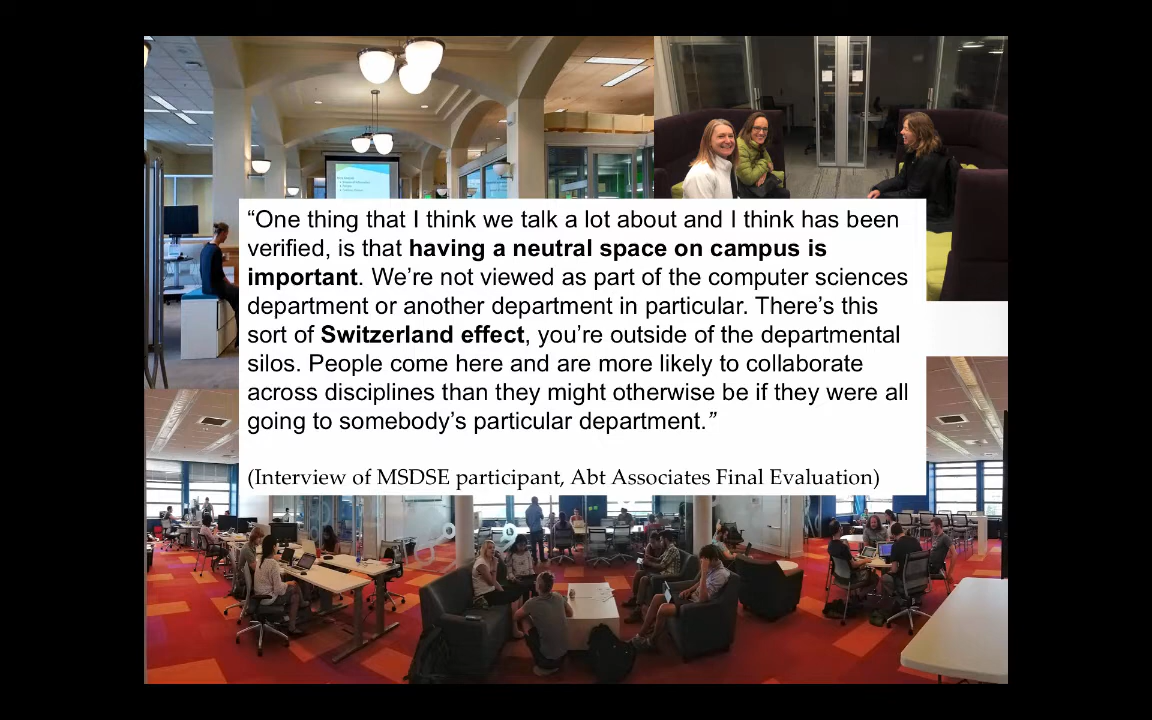 “One thing that I think we talk a lot about and I think has been
verified, is that having a neutral space on campus is
important. We’re not viewed as part of the computer sciences
department or another department in particular. There’s this
sort of Switzerland effect, you’re outside of the departmental
silos. People come here and are more likely to collaborate
across disciplines than they might otherwise be if they were all
going to somebody’s particular department.”
(Interview of MSDSE participant, Abt Associates Final Evaluation)